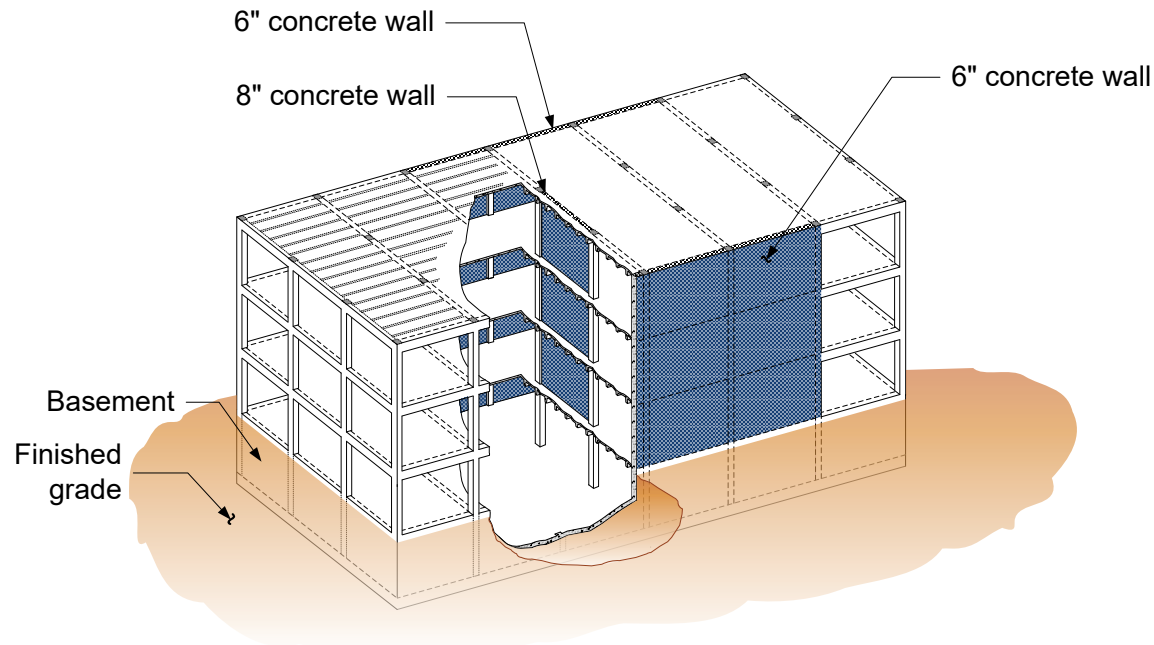 6" concrete wall
8" concrete wall
6" concrete wall
Basement
Finished
grade